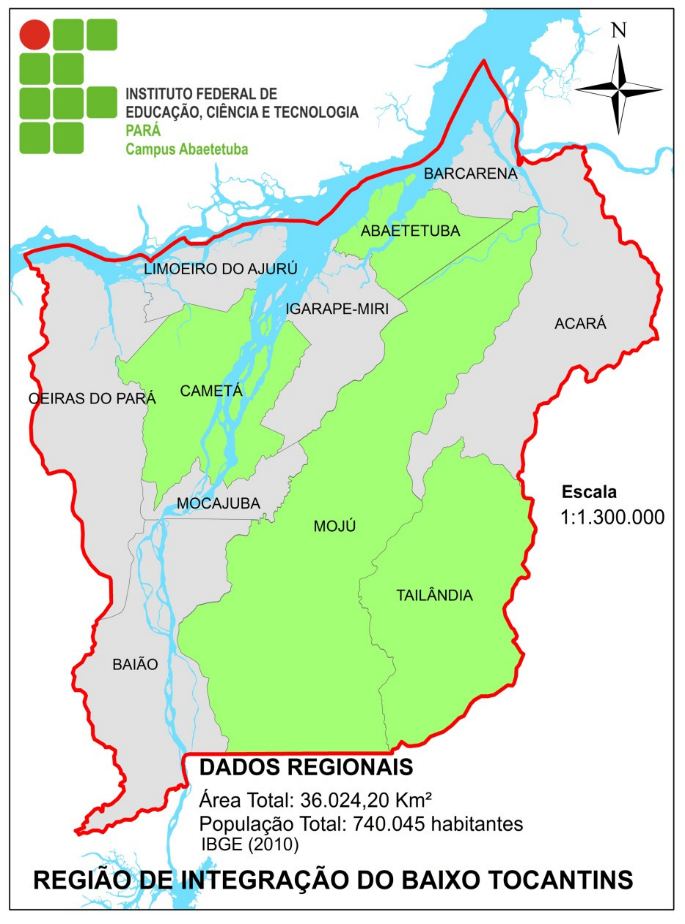 N
INSTITUTO FEDERAL DE
EDUCAÇÃO, CIÊNCIA E TECNOLOGIA
PARÁ
Campus Abaetetuba
BARCARENA
ABAETETUBA
LIMOEIRO DO AJURÚ
IGARAPE-MIRI
ACARÁ
CAMETÁ
OEIRAS DO PARÁ
MOCAJUBA
Escala
1:1.300.000
MOJÚ
TAILÂNDIA
BAIÃO
DADOS REGIONAIS
Área Total: 36.024,20 Km²
População Total: 740.045 habitantes
IBGE (2010)
REGIÃO DE INTEGRAÇÃO DO BAIXO TOCANTINS